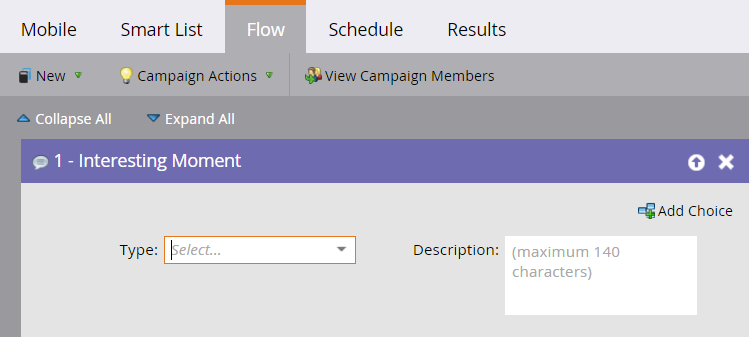 Mobile Smart List Flow Schedule Results
New Campaign Actions View Campaign Members
Collapse All Expand All
1 - Interesting Moment
Add Choice
Type: Select... Description: (maximum 140
characters)